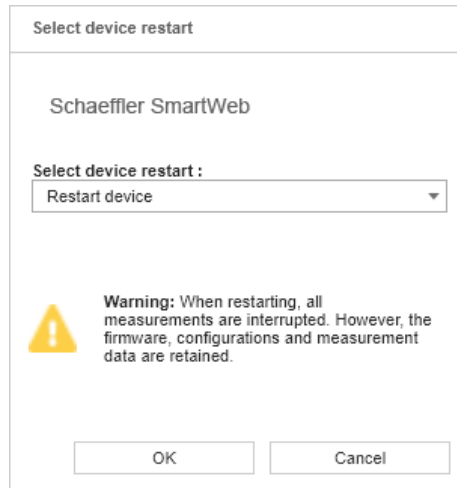 Select device restart
Schaeffler SmartWeb
Select device restart :
Restart device
Warning: When restarting, all
measurements are interrupted. However, the
firmware, configurations and measurement
data are retained.
OK
Cancel